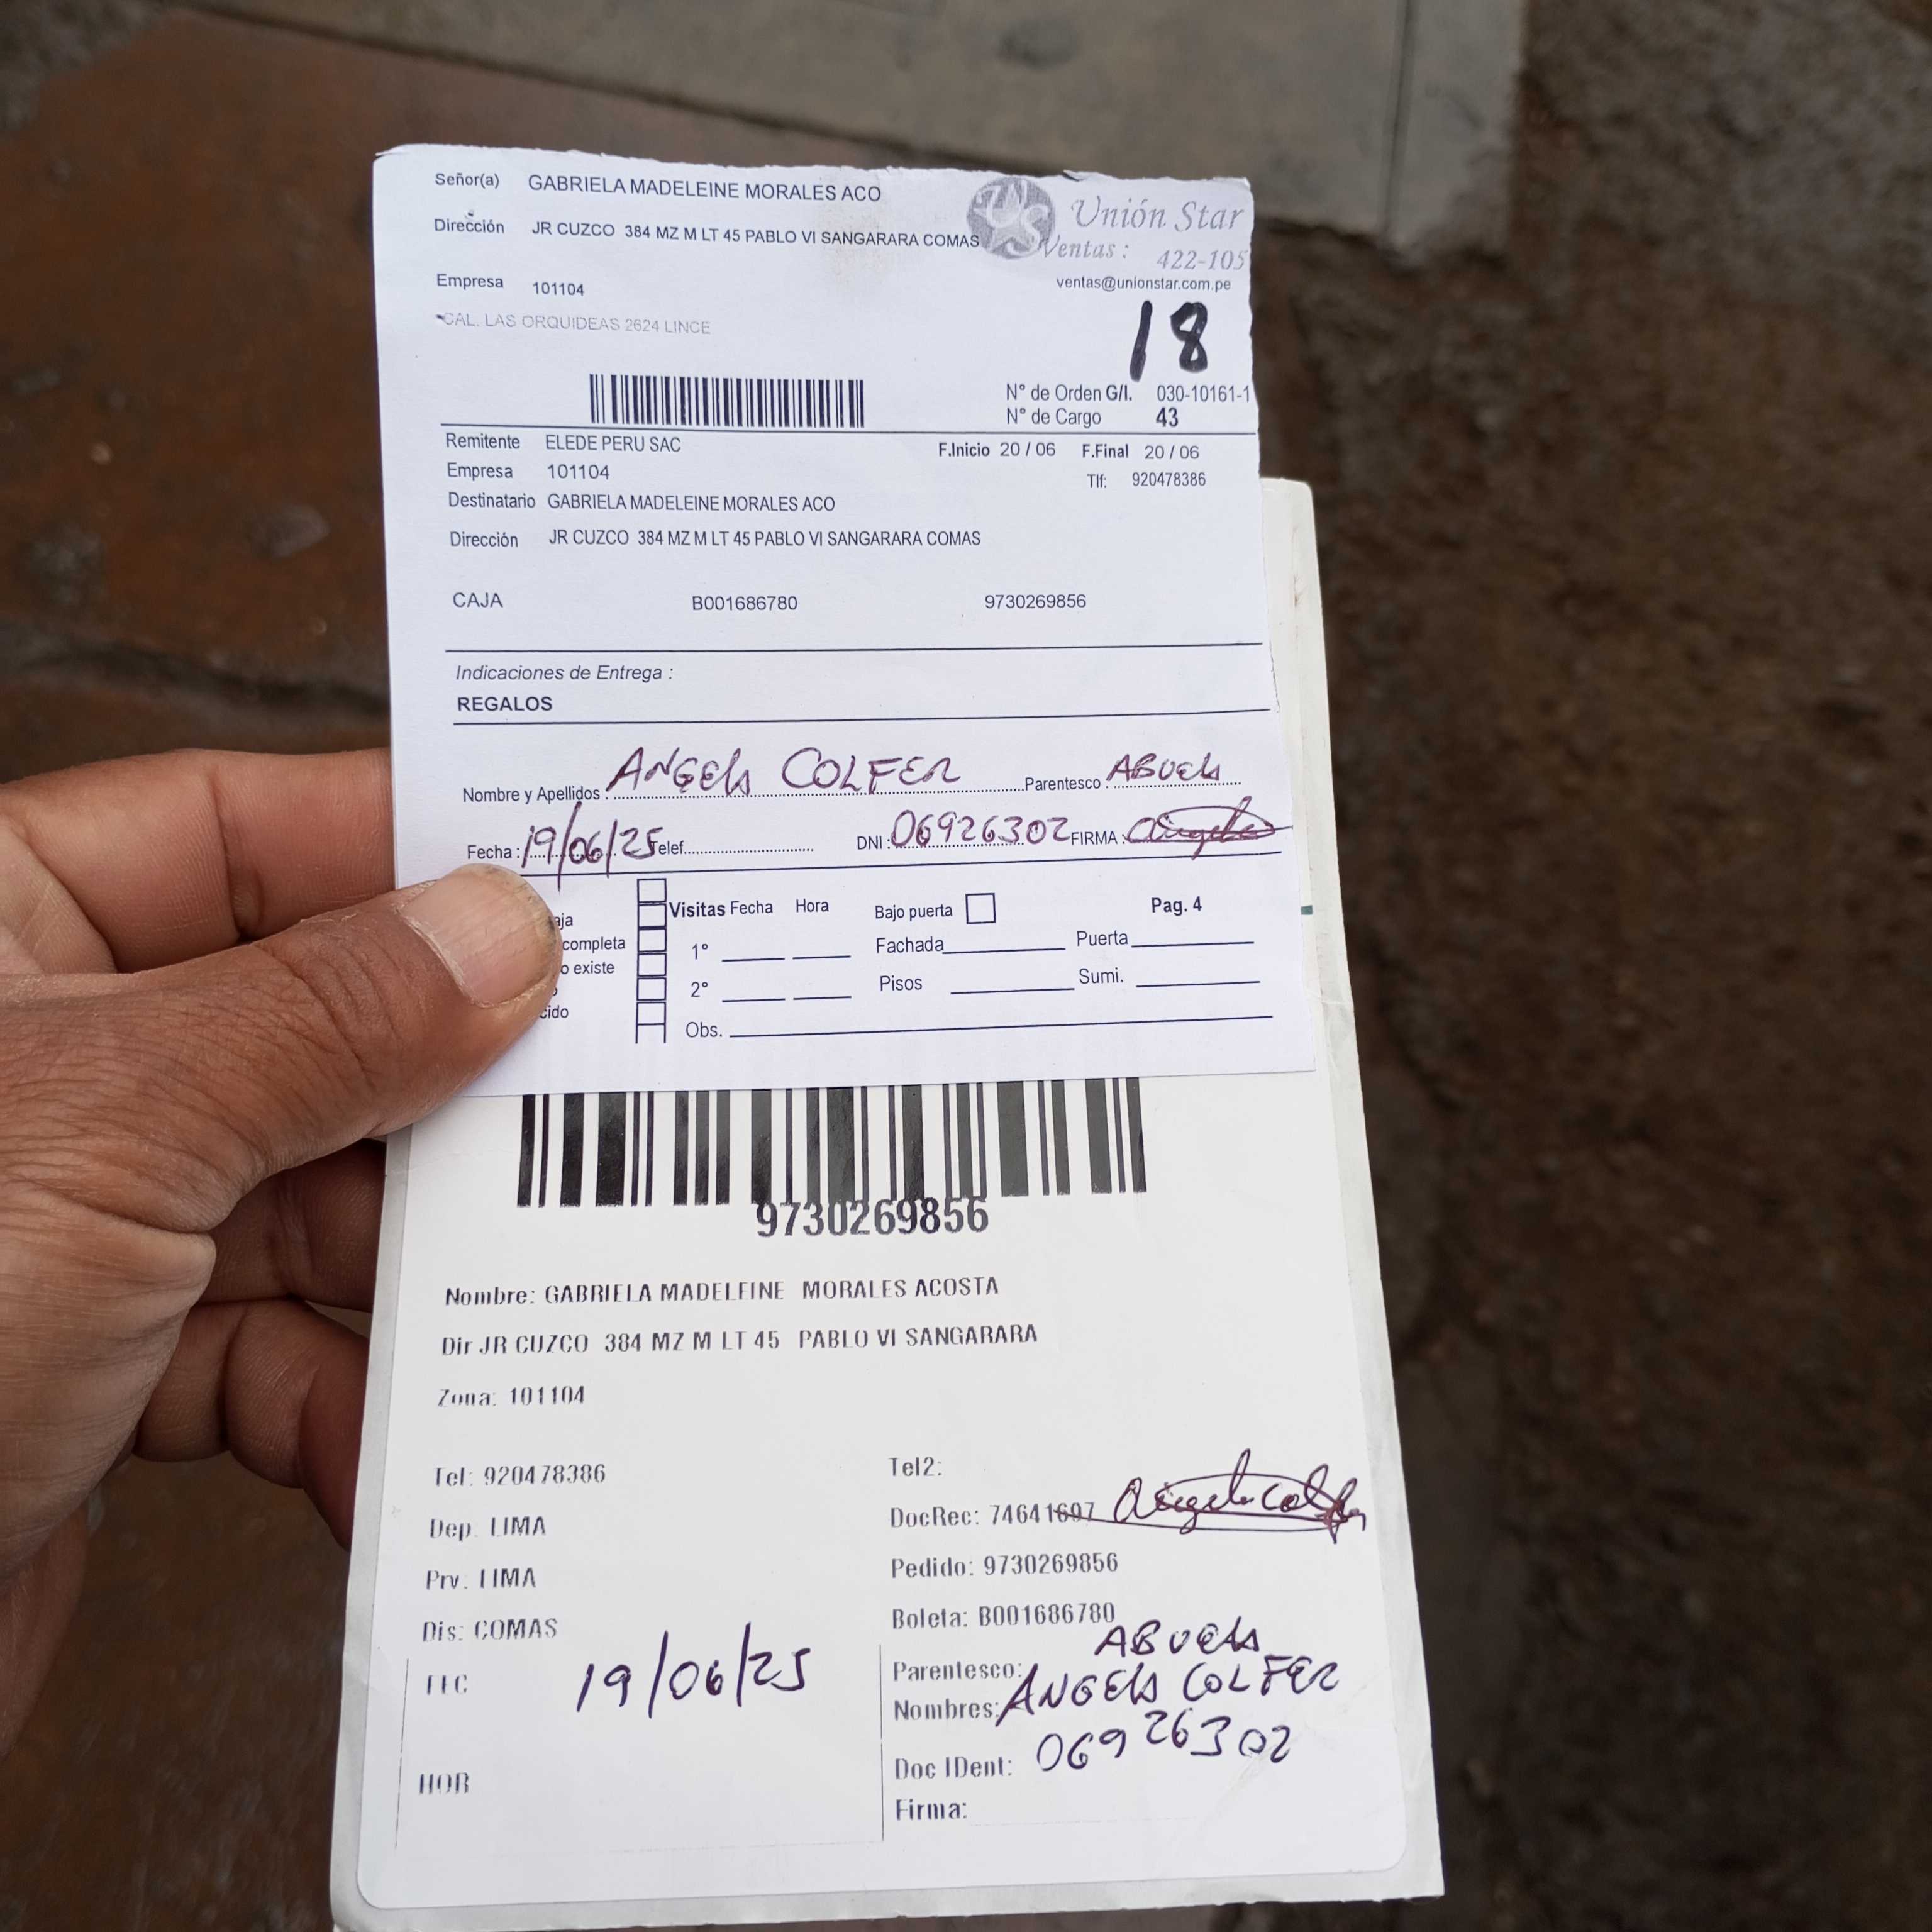 Señor(a) GABRIELA MADELEINE MORALES ACO
Unión Star
Dirección JR CUZCO 384 MZ M LT 45 PABLO VI SANGARARA COMAS
Ventas : 422-105
Empresa 101104
ventas@unionstar.com.pe
CAL. LAS ORQUIDEAS 2624 LINCE
18
N° de Orden G/I. 030-10161-1
N° de Cargo 43
Remitente ELEDE PERU SAC
F.Inicio 20 / 06 F.Final 20 / 06
Empresa 101104
Tlf: 920478386
Destinatario GABRIELA MADELEINE MORALES ACO
Dirección JR CUZCO 384 MZ M LT 45 PABLO VI SANGARARA COMAS
CAJA B001686780 9730269856
Indicaciones de Entrega :
REGALOS
Nombre y Apellidos : ANGELA COLFER Parentesco : ABUELA
Fecha : 19/06/25 Telef. DNI : 06926302 FIRMA : Angela
Visitas Fecha Hora Bajo puerta Pag. 4
aja
completa 1° Fachada Puerta
o existe
2° Pisos Sumi.
cido
Obs.
9730269856
Nombre: GABRIELA MADELEINE MORALES ACOSTA
Dir JR CUZCO 384 MZ M LT 45 PABLO VI SANGARARA
Zona: 101104
Tel: 920478386 Tel2:
Dep. LIMA DocRec: 74641697 Angela Colfer
Prv. LIMA Pedido: 9730269856
Dis: COMAS Boleta: B001686780
FEC 19/06/25 Parentesco: ABUELA
Nombres: ANGELA COLFER
HOR Doc IDent: 06926302
Firma: